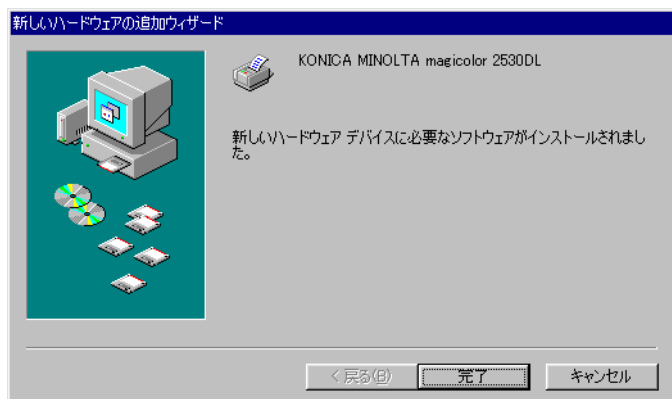 新しいハードウェアの追加ウィザード
KONICA MINOLTA magicolor 2530DL
新しいハードウェア デバイスに必要なソフトウェアがインストールされまし
た。
< 戻る(B)
完了
キャンセル